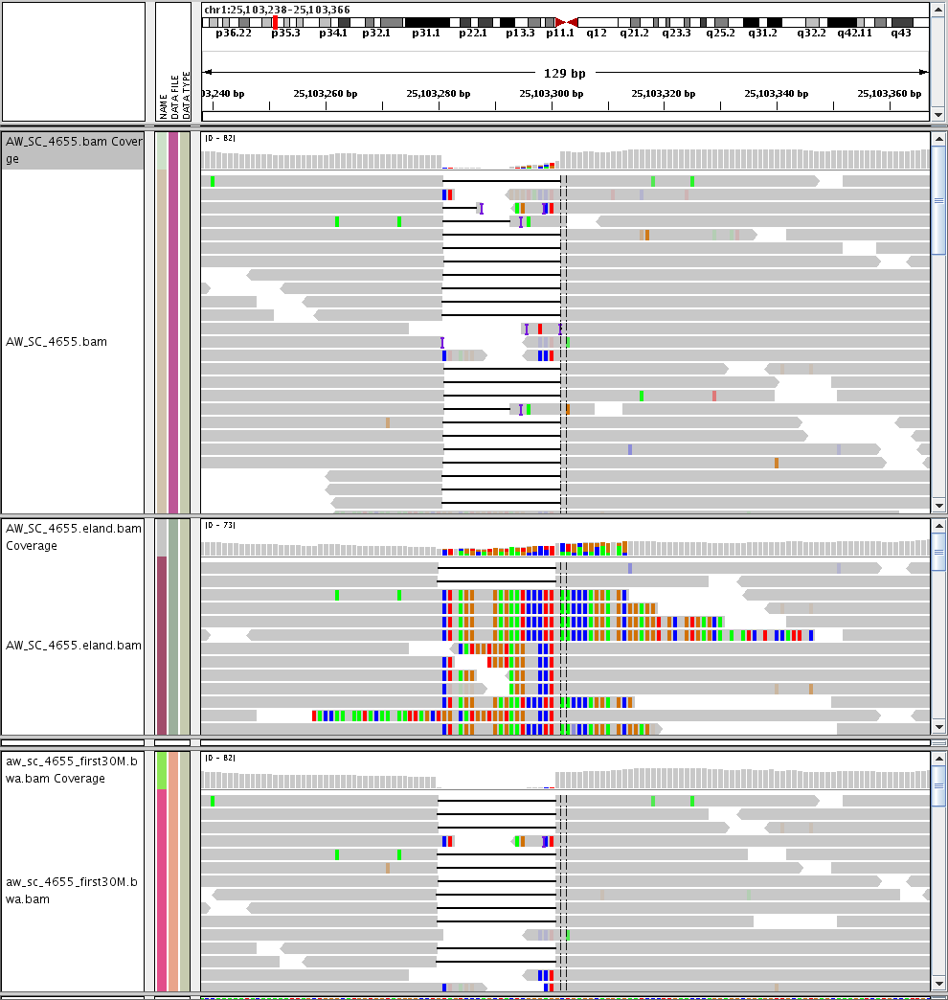 chr1:25,103,238-25,103,366
p36.22 p35.3 p34.1 p32.1 p31.1 p22.1 p13.3 p11.1 q12 q21.2 q23.3 q25.2 q31.2 q32.2 q42.11 q43
129 bp
NAME
DATA FILE
DATA TYPE
03,240 bp 25,103,260 bp 25,103,280 bp 25,103,300 bp 25,103,320 bp 25,103,340 bp 25,103,360 bp
AW_SC_4655.bam Cover
ge
[0 - 82]
AW_SC_4655.bam
AW_SC_4655.eland.bam
Coverage
[0 - 73]
AW_SC_4655.eland.bam
aw_sc_4655_first30M.b
wa.bam Coverage
[0 - 82]
aw_sc_4655_first30M.b
wa.bam